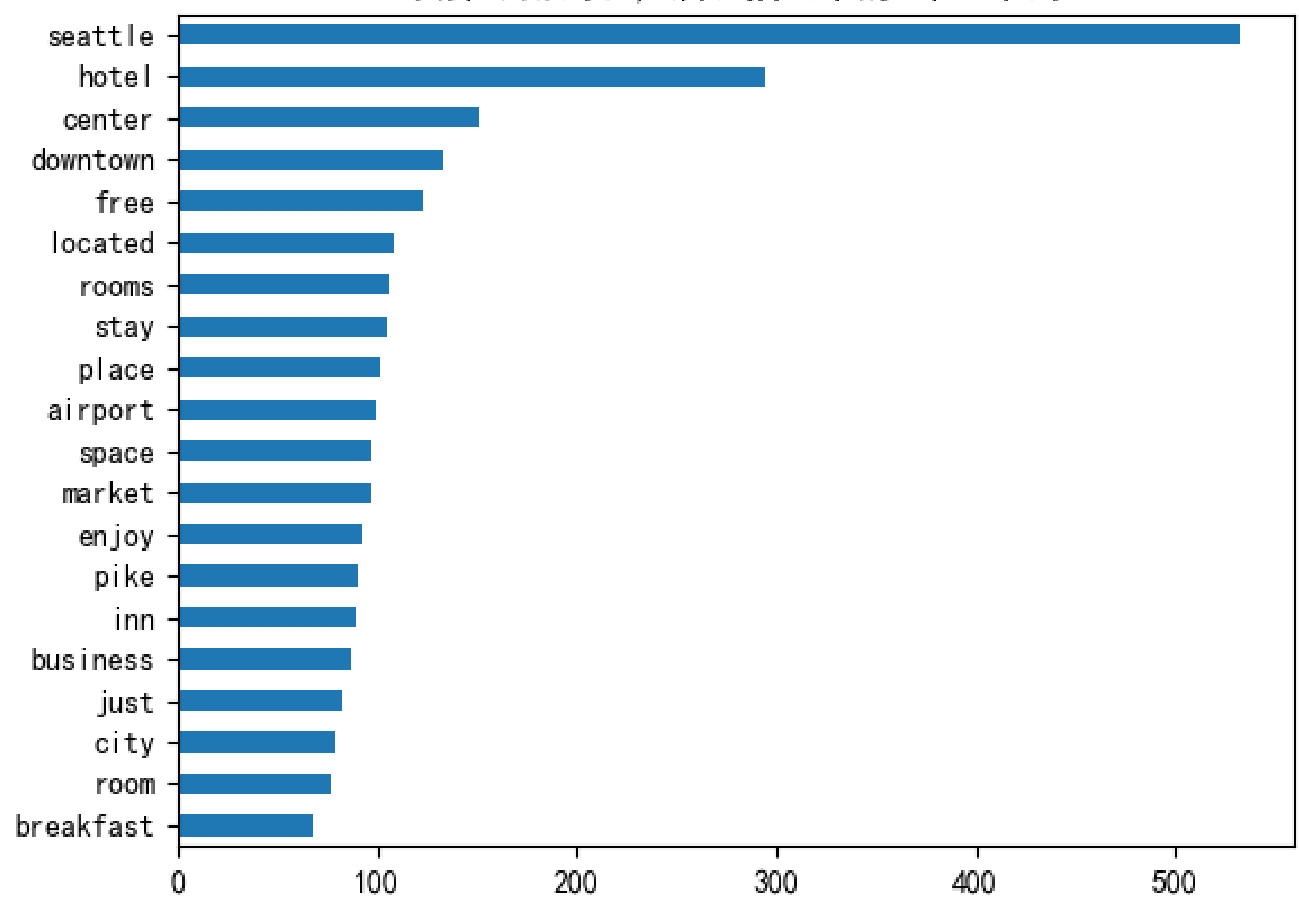 seattle
hotel
center
downtown
free
located
rooms
stay
place
airport
space
market
enjoy
pike
inn
business
just
city
room
breakfast
0 100 200 300 400 500